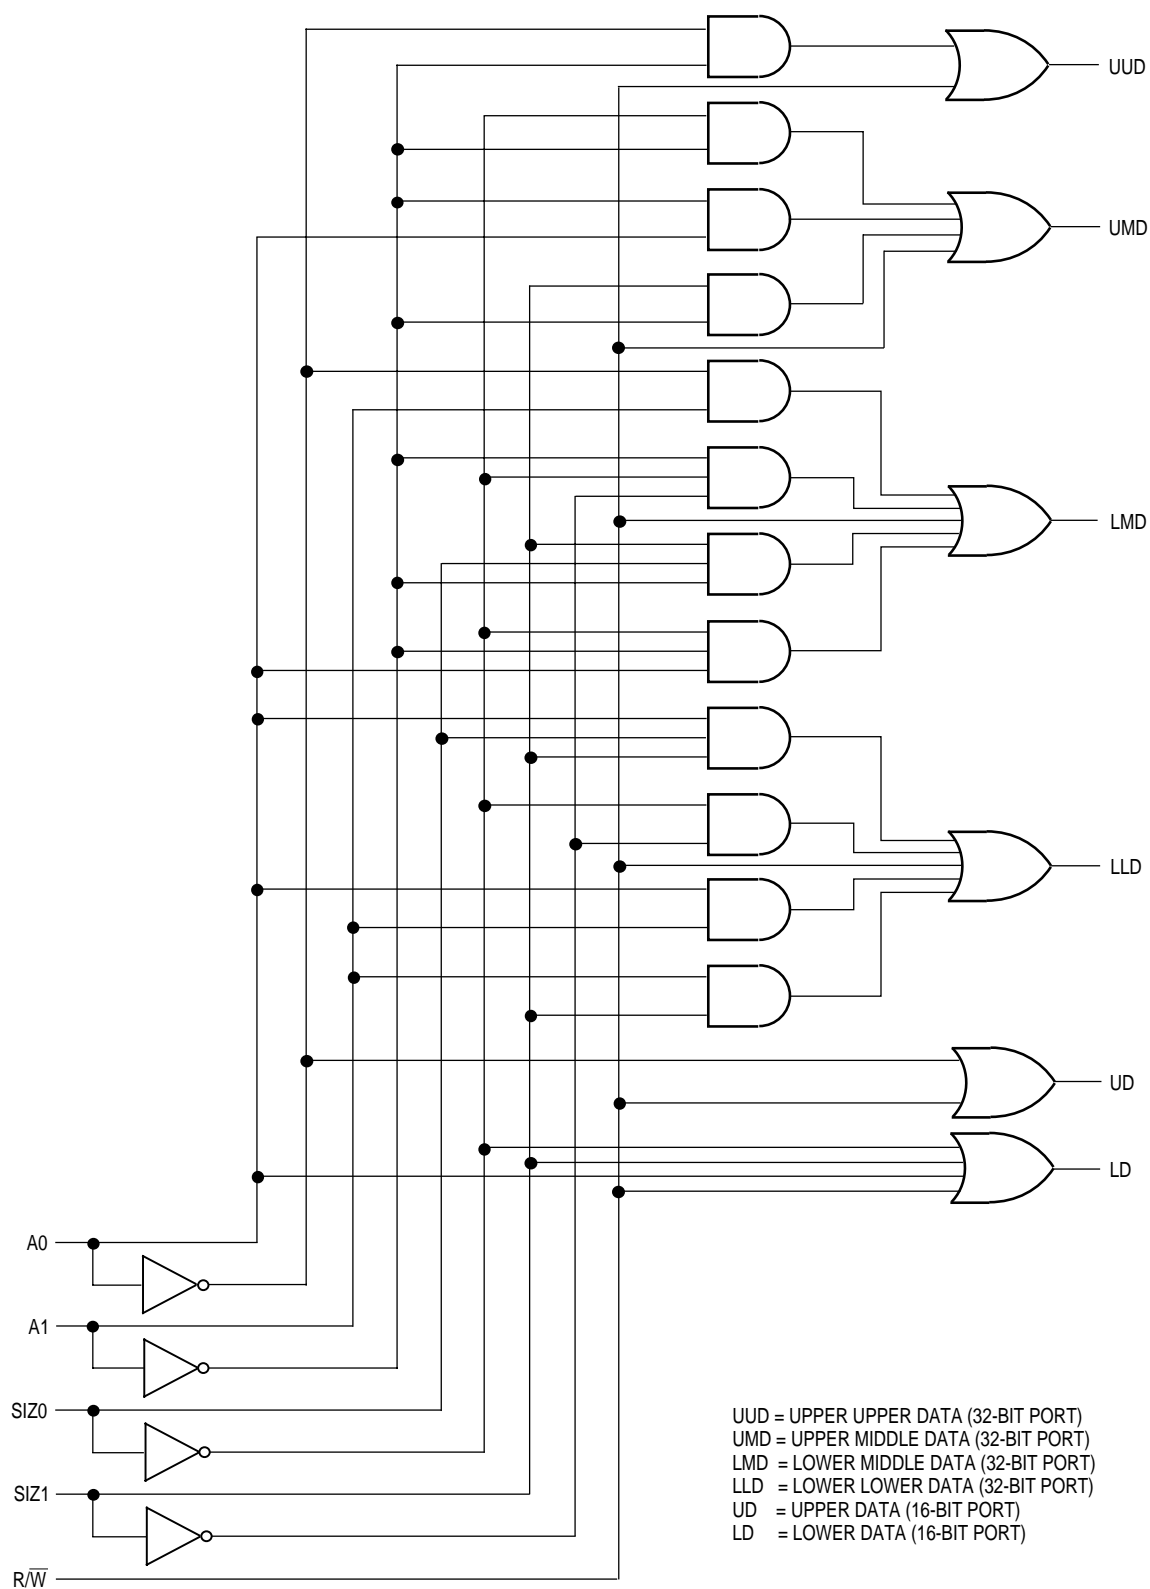 UUD
UMD
LMD
LLD
UD
LD
A0
A1
SIZ0
SIZ1
R/W̅
UUD = UPPER UPPER DATA (32-BIT PORT)
UMD = UPPER MIDDLE DATA (32-BIT PORT)
LMD = LOWER MIDDLE DATA (32-BIT PORT)
LLD = LOWER LOWER DATA (32-BIT PORT)
UD = UPPER DATA (16-BIT PORT)
LD = LOWER DATA (16-BIT PORT)